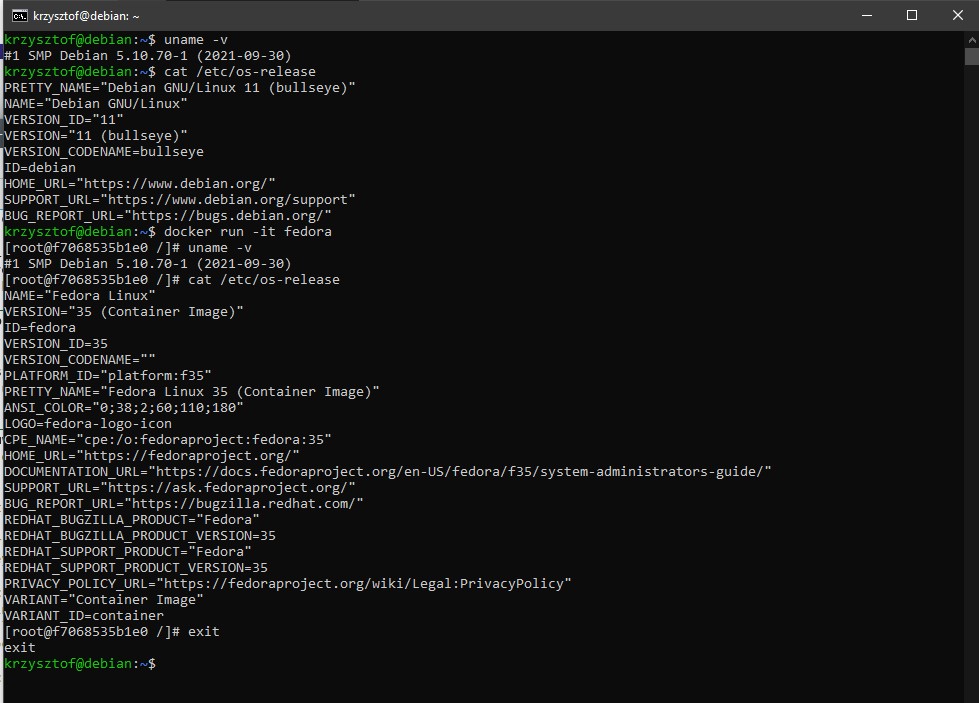 krzysztof@debian: ~
krzysztof@debian:~$ uname -v
#1 SMP Debian 5.10.70-1 (2021-09-30)
krzysztof@debian:~$ cat /etc/os-release
PRETTY_NAME="Debian GNU/Linux 11 (bullseye)"
NAME="Debian GNU/Linux"
VERSION_ID="11"
VERSION="11 (bullseye)"
VERSION_CODENAME=bullseye
ID=debian
HOME_URL="https://www.debian.org/"
SUPPORT_URL="https://www.debian.org/support"
BUG_REPORT_URL="https://bugs.debian.org/"
krzysztof@debian:~$ docker run -it fedora
[root@f7068535b1e0 /]# uname -v
#1 SMP Debian 5.10.70-1 (2021-09-30)
[root@f7068535b1e0 /]# cat /etc/os-release
NAME="Fedora Linux"
VERSION="35 (Container Image)"
ID=fedora
VERSION_ID=35
VERSION_CODENAME=""
PLATFORM_ID="platform:f35"
PRETTY_NAME="Fedora Linux 35 (Container Image)"
ANSI_COLOR="0;38;2;60;110;180"
LOGO=fedora-logo-icon
CPE_NAME="cpe:/o:fedoraproject:fedora:35"
HOME_URL="https://fedoraproject.org/"
DOCUMENTATION_URL="https://docs.fedoraproject.org/en-US/fedora/f35/system-administrators-guide/"
SUPPORT_URL="https://ask.fedoraproject.org/"
BUG_REPORT_URL="https://bugzilla.redhat.com/"
REDHAT_BUGZILLA_PRODUCT="Fedora"
REDHAT_BUGZILLA_PRODUCT_VERSION=35
REDHAT_SUPPORT_PRODUCT="Fedora"
REDHAT_SUPPORT_PRODUCT_VERSION=35
PRIVACY_POLICY_URL="https://fedoraproject.org/wiki/Legal:PrivacyPolicy"
VARIANT="Container Image"
VARIANT_ID=container
[root@f7068535b1e0 /]# exit
exit
krzysztof@debian:~$